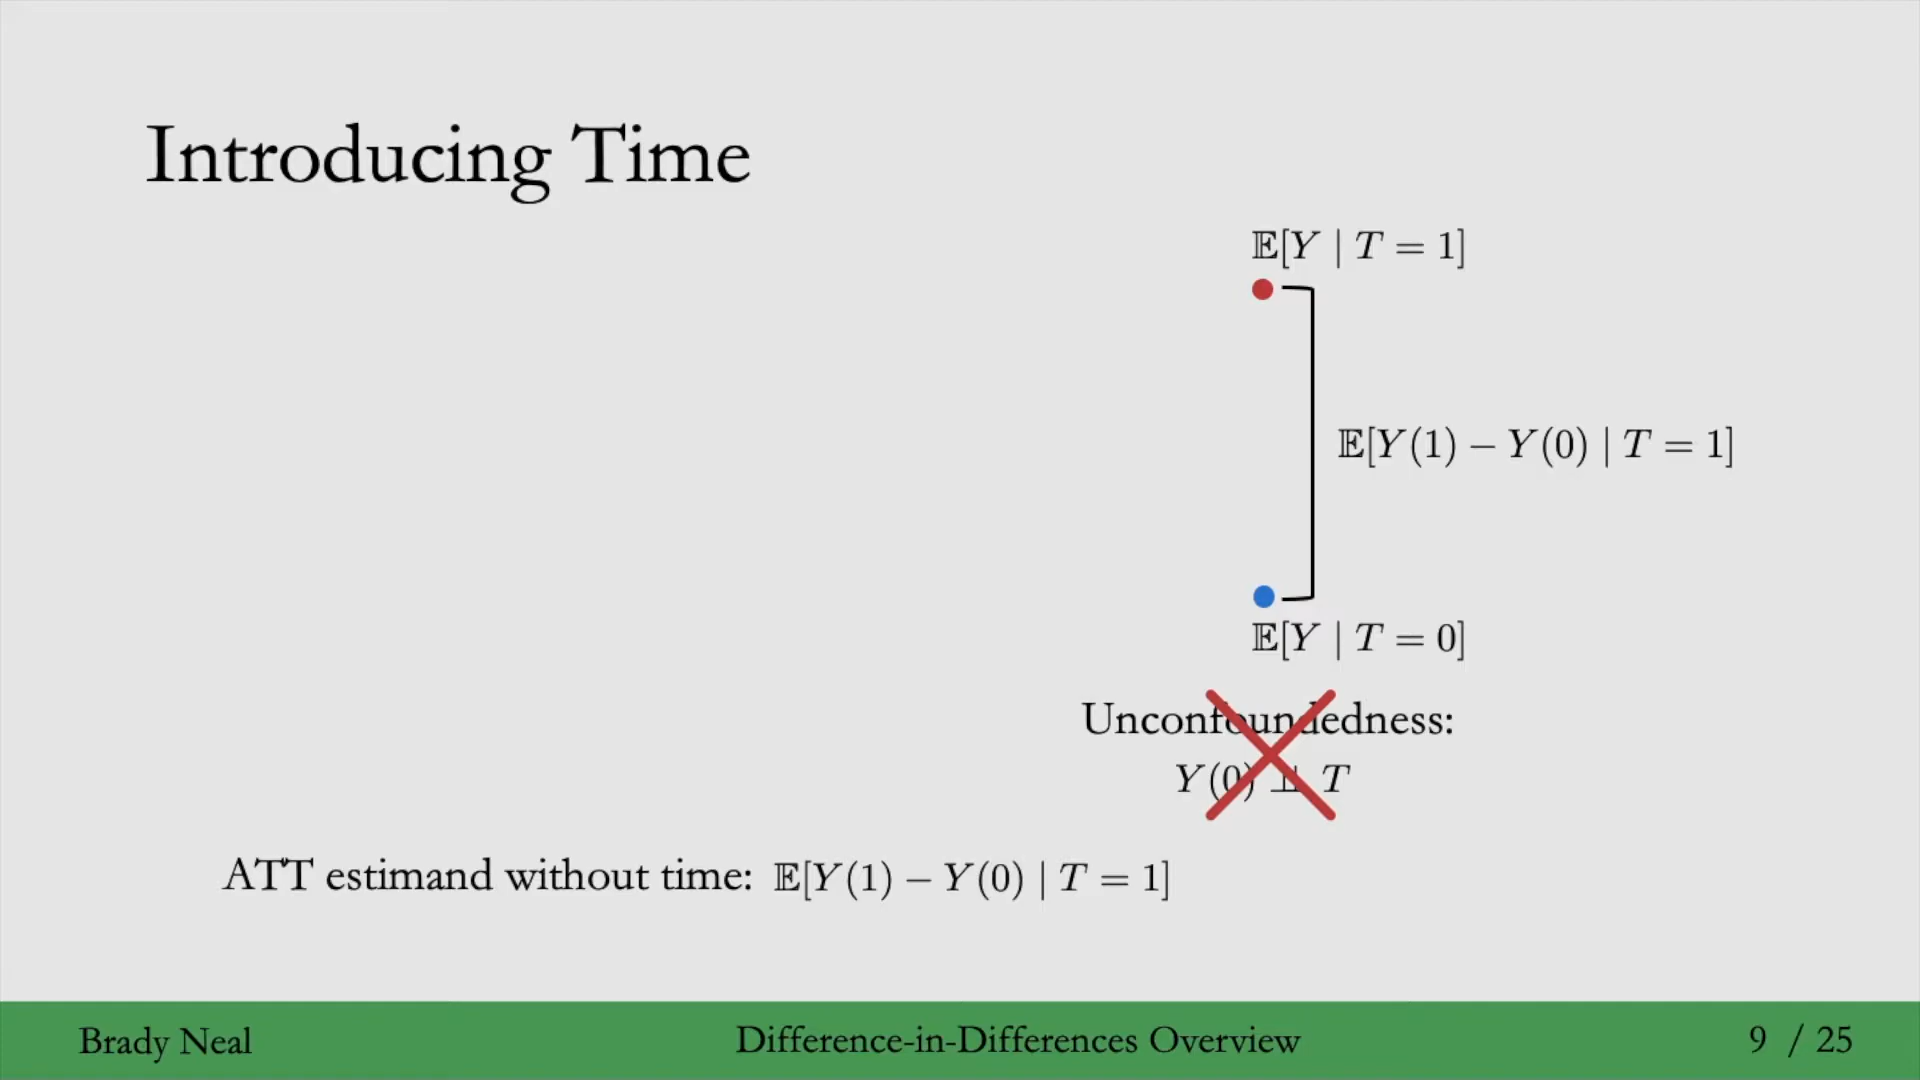 Introducing Time
𝔼[Y | T = 1]
𝔼[Y(1) − Y(0) | T = 1]
𝔼[Y | T = 0]
Unconfoundedness:
Y(0) ⫫ T
ATT estimand without time: 𝔼[Y(1) − Y(0) | T = 1]
Brady Neal
Difference-in-Differences Overview
9 / 25